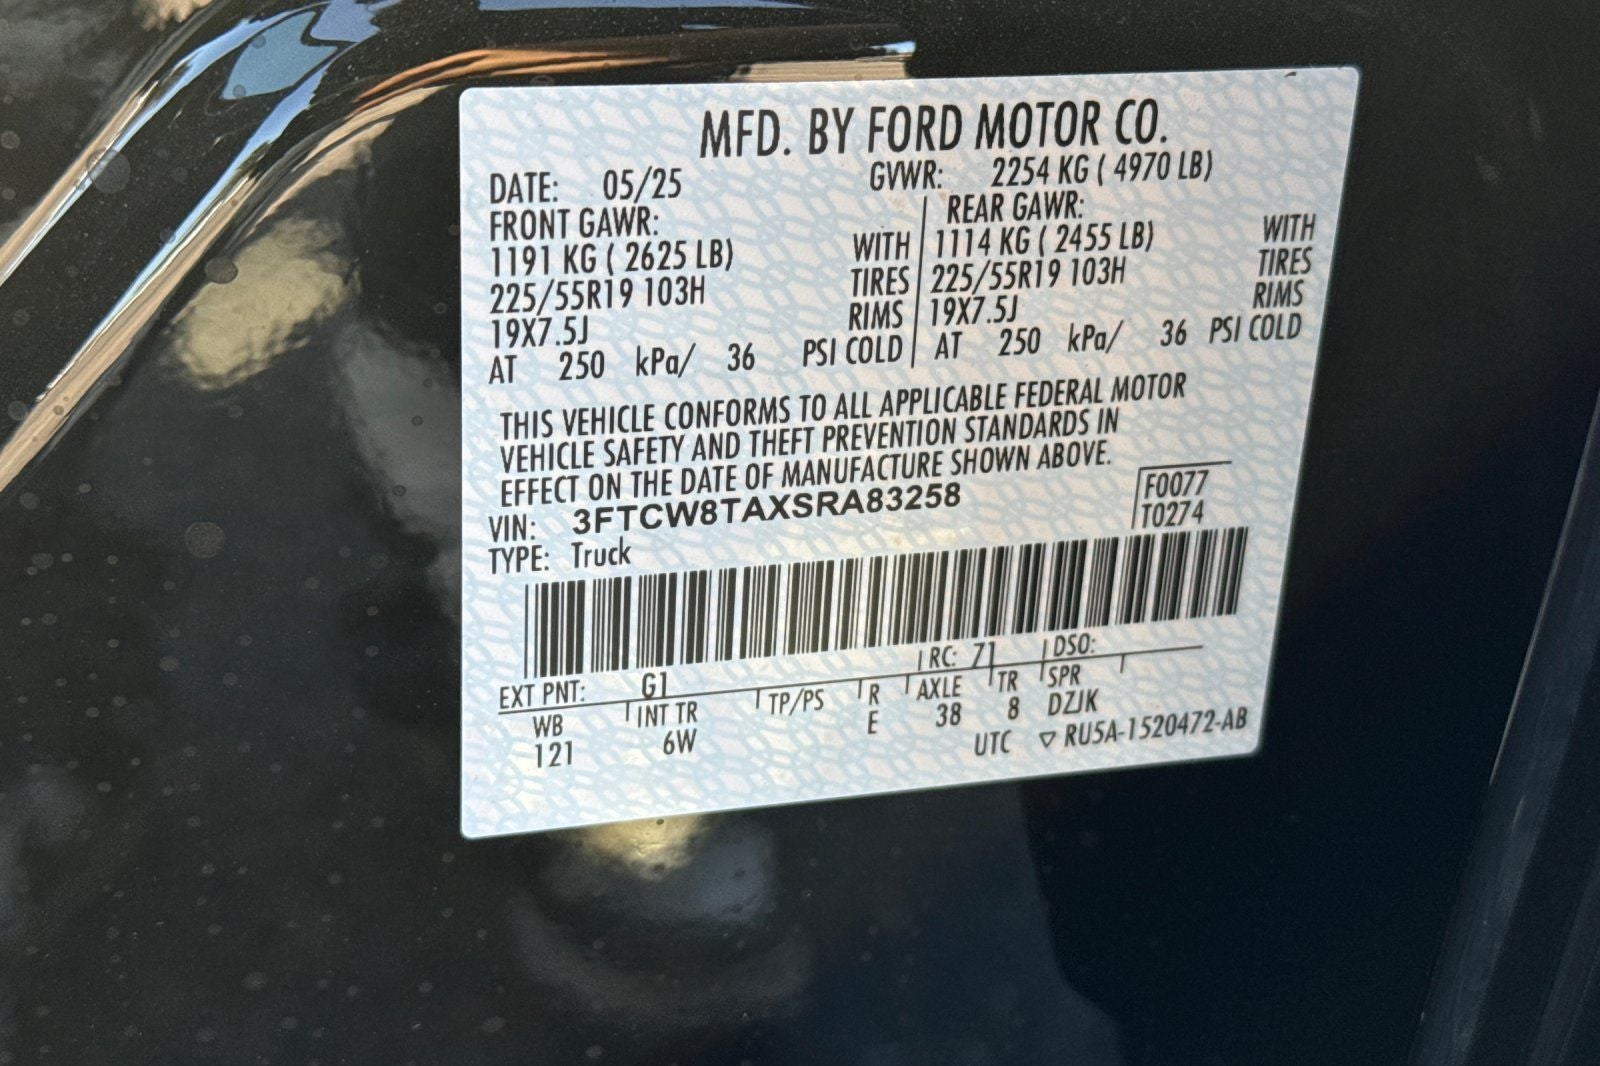 MFD. BY FORD MOTOR CO.
DATE: 05/25 GVWR: 2254 KG ( 4970 LB)
FRONT GAWR: REAR GAWR:
1191 KG ( 2625 LB) WITH 1114 KG ( 2455 LB) WITH
225/55R19 103H TIRES 225/55R19 103H TIRES
19X7.5J RIMS 19X7.5J RIMS
AT 250 kPa/ 36 PSI COLD AT 250 kPa/ 36 PSI COLD
THIS VEHICLE CONFORMS TO ALL APPLICABLE FEDERAL MOTOR
VEHICLE SAFETY AND THEFT PREVENTION STANDARDS IN
EFFECT ON THE DATE OF MANUFACTURE SHOWN ABOVE.
VIN: 3FTCW8TAXSRA83258 F0077
TYPE: Truck T0274
EXT PNT: G1 RC: 71 DSO:
WB INT TR TP/PS R AXLE TR SPR
121 6W E 38 8 DZJK
UTC ▽ RU5A-1520472-AB